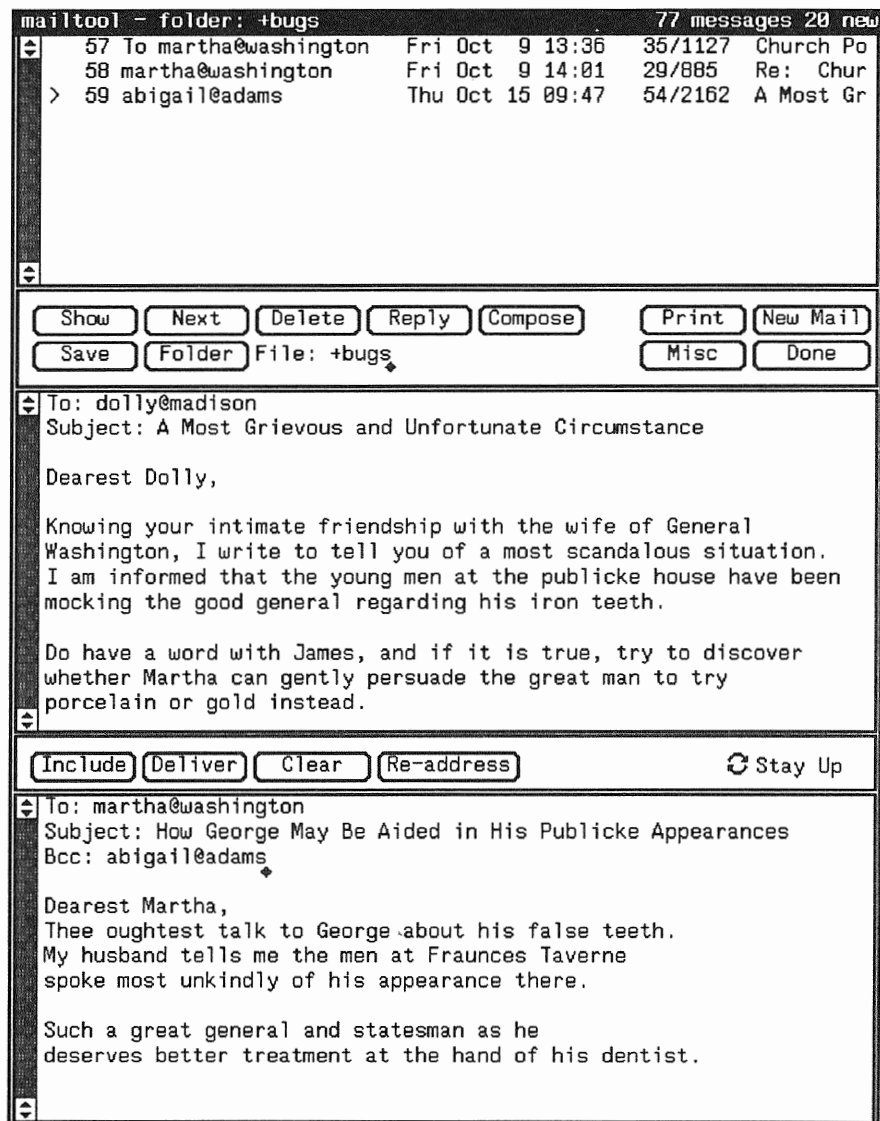 mailtool - folder: +bugs 77 messages 20 new
57 To martha@washington Fri Oct 9 13:36 35/1127 Church Po
58 martha@washington Fri Oct 9 14:01 29/885 Re: Chur
> 59 abigail@adams Thu Oct 15 09:47 54/2162 A Most Gr
Show Next Delete Reply Compose Print New Mail
Save Folder File: +bugs Misc Done
To: dolly@madison
Subject: A Most Grievous and Unfortunate Circumstance
Dearest Dolly,
Knowing your intimate friendship with the wife of General
Washington, I write to tell you of a most scandalous situation.
I am informed that the young men at the publicke house have been
mocking the good general regarding his iron teeth.
Do have a word with James, and if it is true, try to discover
whether Martha can gently persuade the great man to try
porcelain or gold instead.
Include Deliver Clear Re-address Stay Up
To: martha@washington
Subject: How George May Be Aided in His Publicke Appearances
Bcc: abigail@adams
Dearest Martha,
Thee oughtest talk to George about his false teeth.
My husband tells me the men at Fraunces Taverne
spoke most unkindly of his appearance there.
Such a great general and statesman as he
deserves better treatment at the hand of his dentist.